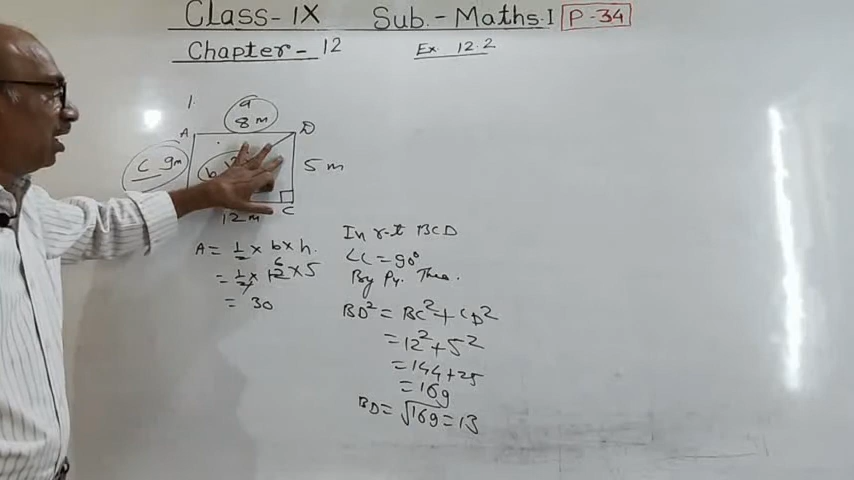 Class-IX Sub.-Maths.I P-34
Chapter-12 Ex 12.2
1.
a
8 m
A D
c 9m
b
5 m
12 m C
A = 1/2 × b × h.
= 1/2 × 12 6 × 5
= 30
In r.t BCD
∠C = 90°
By Py. Theo.
BD² = BC² + CD²
= 12² + 5²
= 144 + 25
= 169
BD = √169 = 13